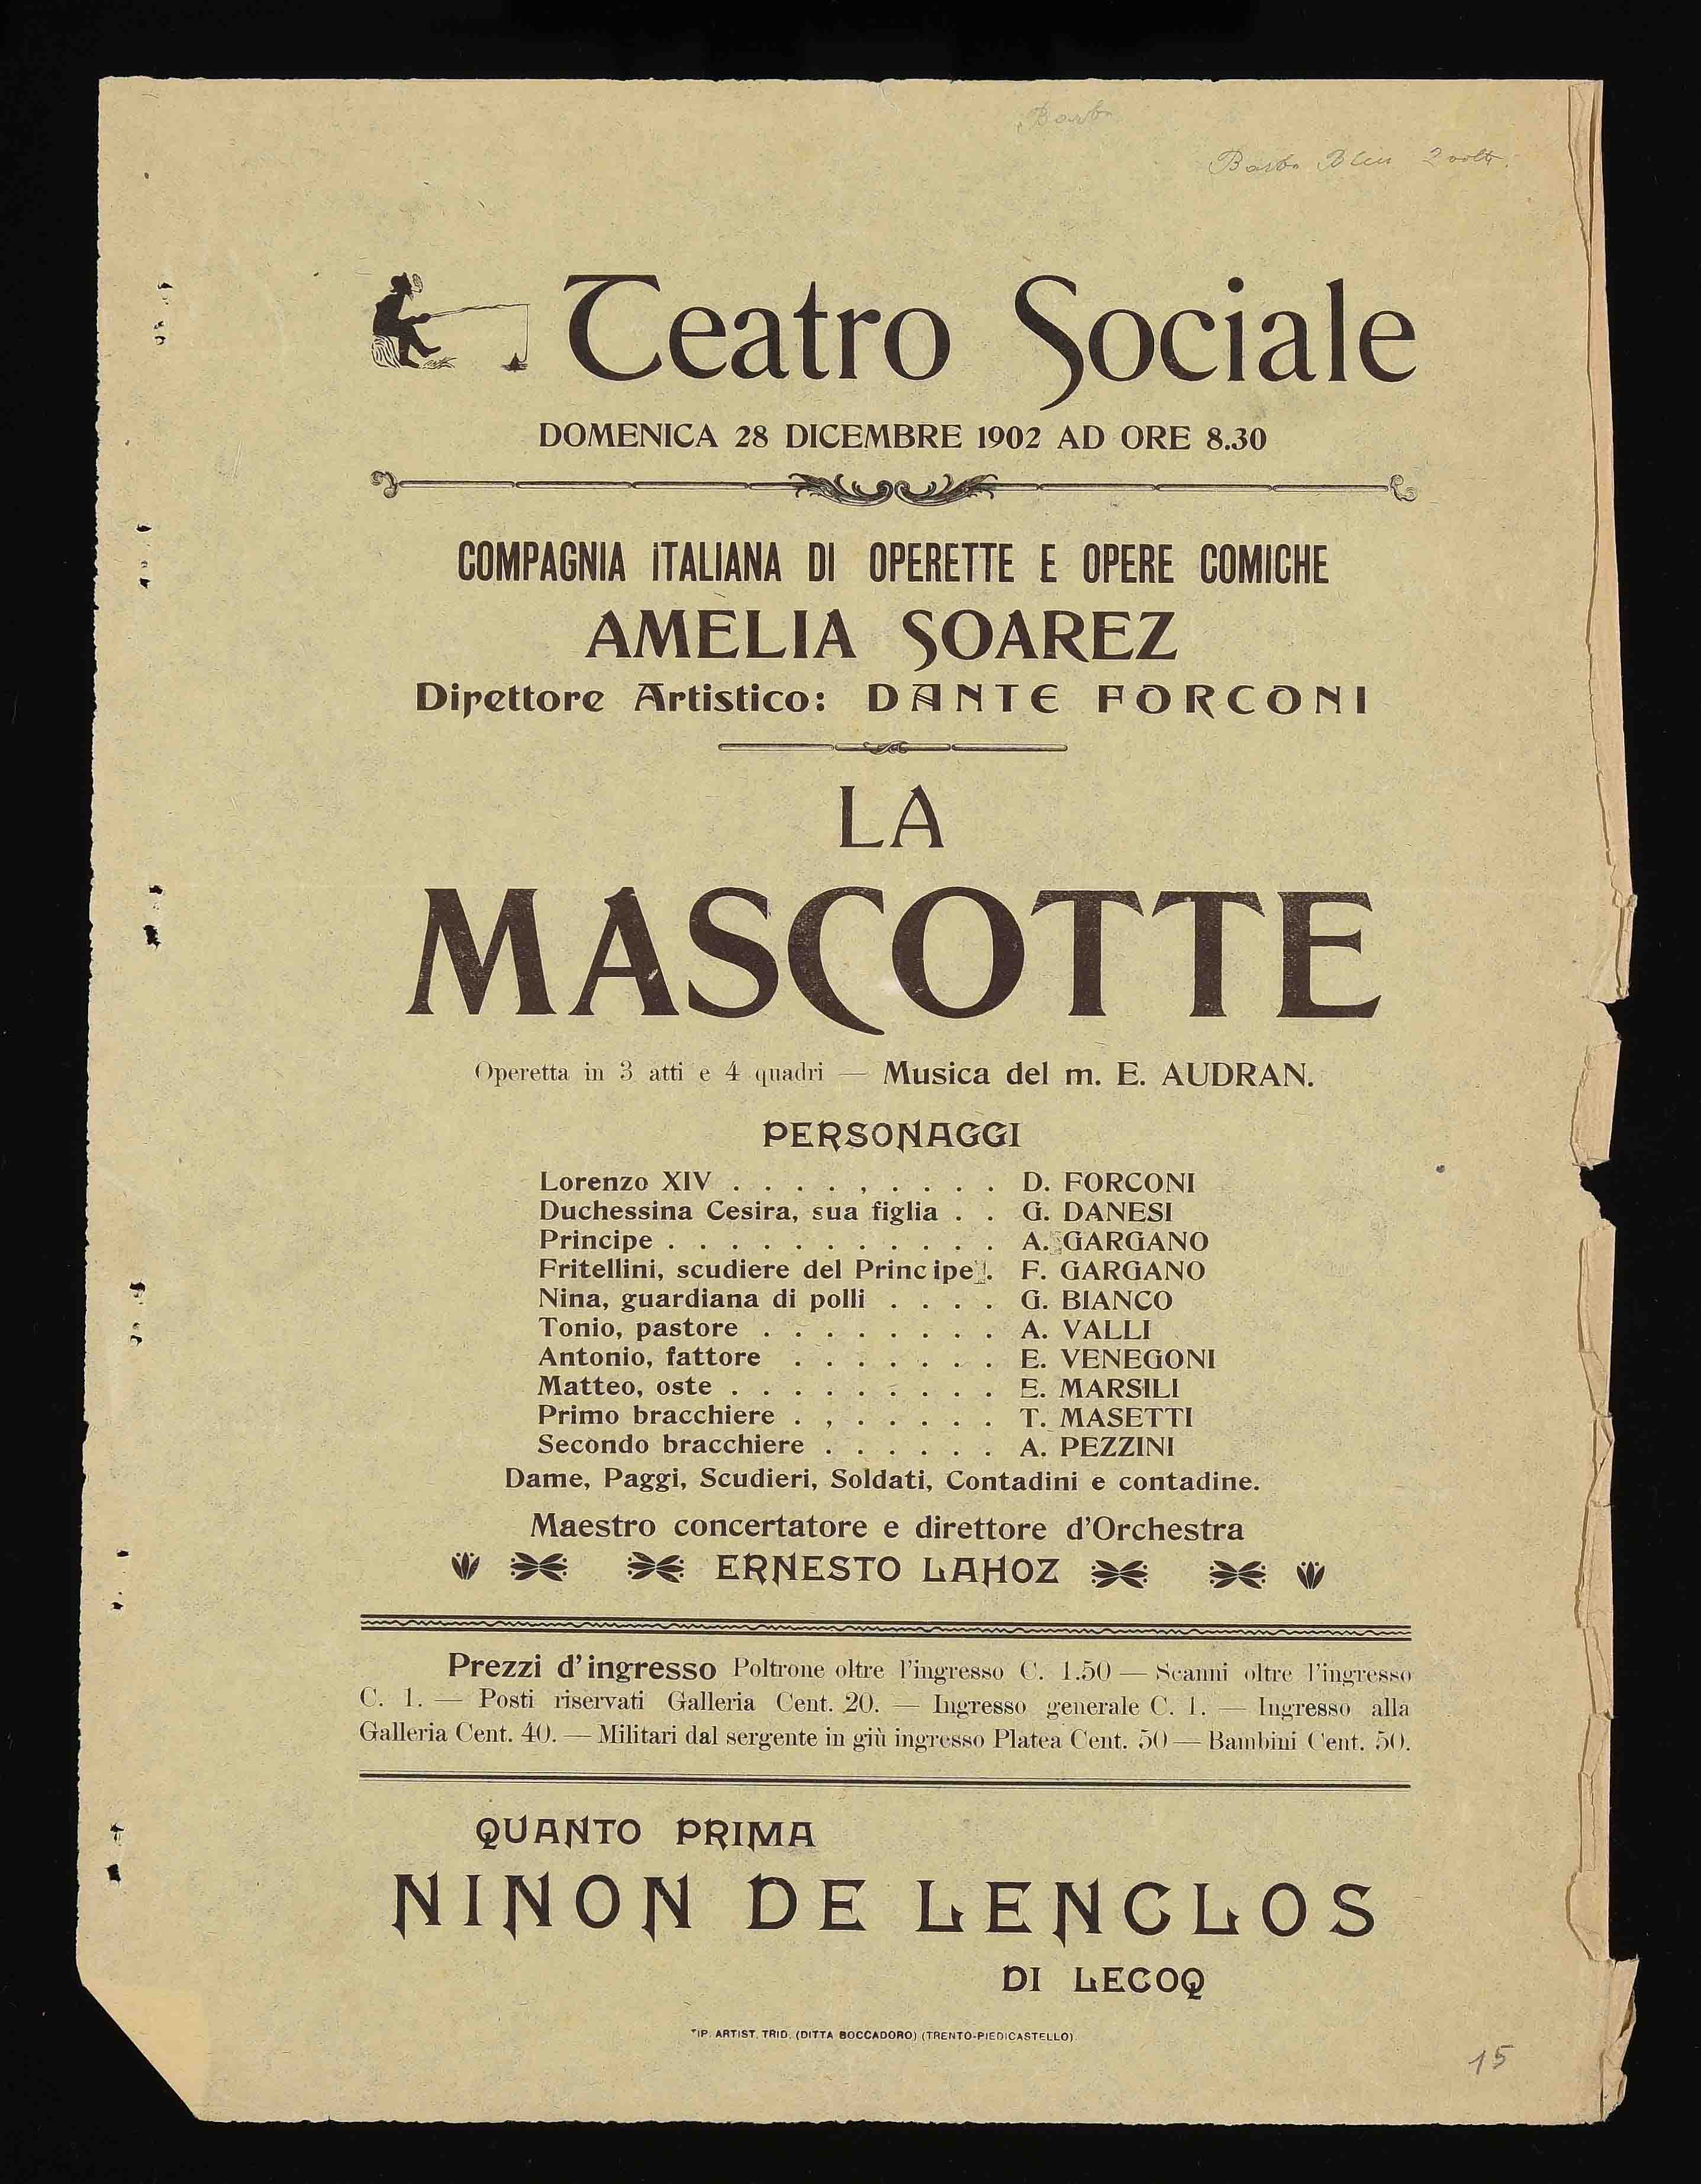 Barba
Barba Bleu 2 volte
Teatro Sociale
DOMENICA 28 DICEMBRE 1902 AD ORE 8.30
COMPAGNIA ITALIANA DI OPERETTE E OPERE COMICHE
AMELIA SOAREZ
Direttore Artistico: DANTE FORCONI
LA
MASCOTTE
Operetta in 3 atti e 4 quadri — Musica del m. E. AUDRAN.
PERSONAGGI
Lorenzo XIV . . . . , . . . . D. FORCONI
Duchessina Cesira, sua figlia . . G. DANESI
Principe . . . . . . . . . . . A. GARGANO
Fritellini, scudiere del Principe . F. GARGANO
Nina, guardiana di polli . . . . G. BIANCO
Tonio, pastore . . . . . . . . A. VALLI
Antonio, fattore . . . . . . . E. VENEGONI
Matteo, oste . . . . . . . . . E. MARSILI
Primo bracchiere . , . . . . . T. MASETTI
Secondo bracchiere . . . . . . A. PEZZINI
Dame, Paggi, Scudieri, Soldati, Contadini e contadine.
Maestro concertatore e direttore d'Orchestra
ERNESTO LAHOZ
Prezzi d'ingresso Poltrone oltre l'ingresso C. 1.50 — Scanni oltre l'ingresso
C. 1. — Posti riservati Galleria Cent. 20. — Ingresso generale C. 1. — Ingresso alla
Galleria Cent. 40. — Militari dal sergente in giù ingresso Platea Cent. 50 — Bambini Cent. 50.
QUANTO PRIMA
NINON DE LENCLOS
DI LECOQ
TIP. ARTIST. TRID. (DITTA BOCCADORO) (TRENTO-PIEDICASTELLO).
15